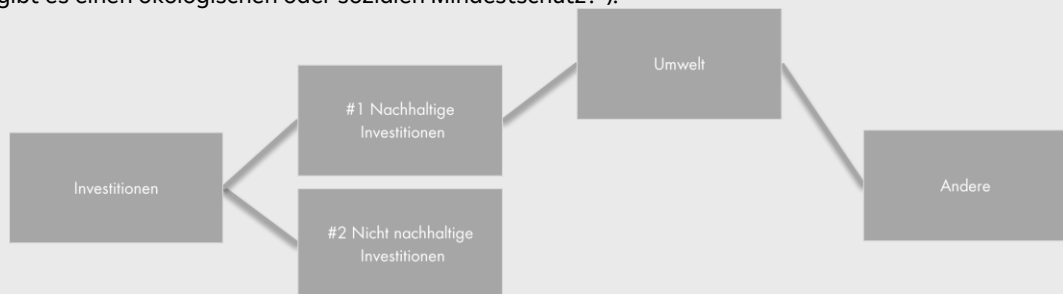 gibt es einen ökologischen oder sozialen Mindestschutz?“).
Umwelt
#1 Nachhaltige
Investitionen
Investitionen
Andere
#2 Nicht nachhaltige
Investitionen